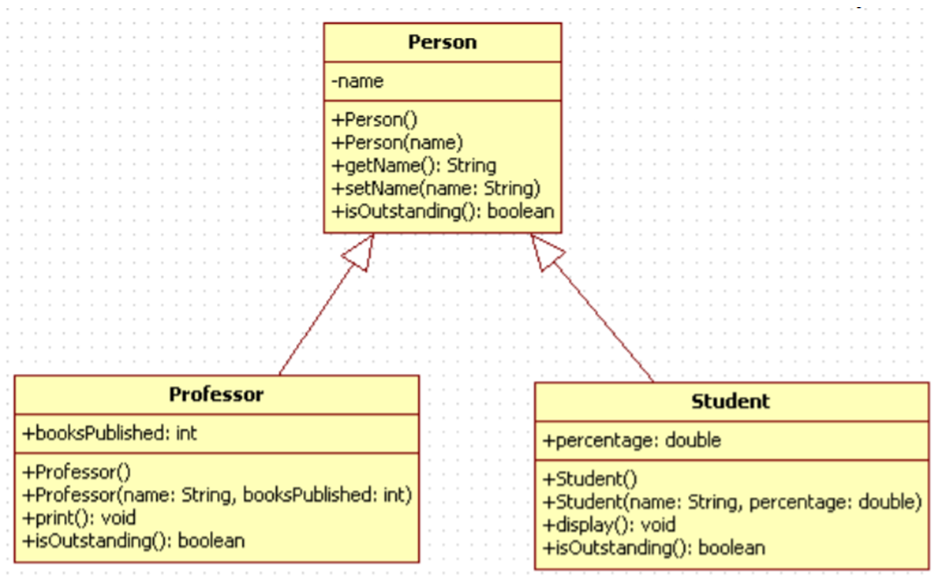 Person
-name
+Person()
+Person(name)
+getName(): String
+setName(name: String)
+isOutstanding(): boolean
Professor
+booksPublished: int
+Professor()
+Professor(name: String, booksPublished: int)
+print(): void
+isOutstanding(): boolean
Student
+percentage: double
+Student()
+Student(name: String, percentage: double)
+display(): void
+isOutstanding(): boolean